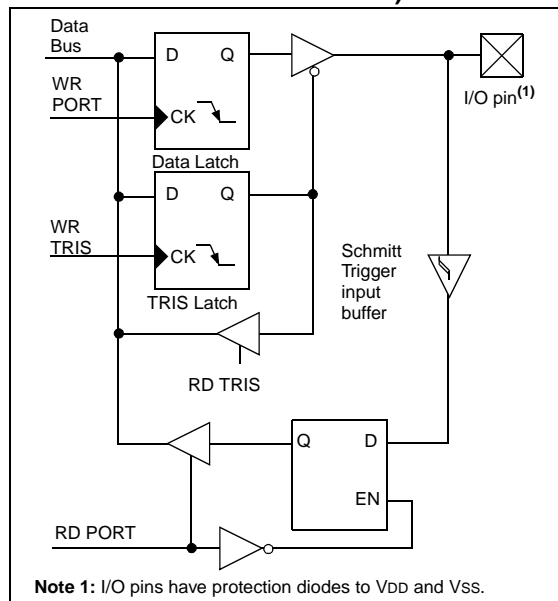 Data
Bus
D Q
WR
PORT
CK
I/O pin(1)
Data Latch
D Q
WR
TRIS
CK
TRIS Latch
Schmitt
Trigger
input
buffer
RD TRIS
Q D
EN
RD PORT
Note 1: I/O pins have protection diodes to VDD and VSS.